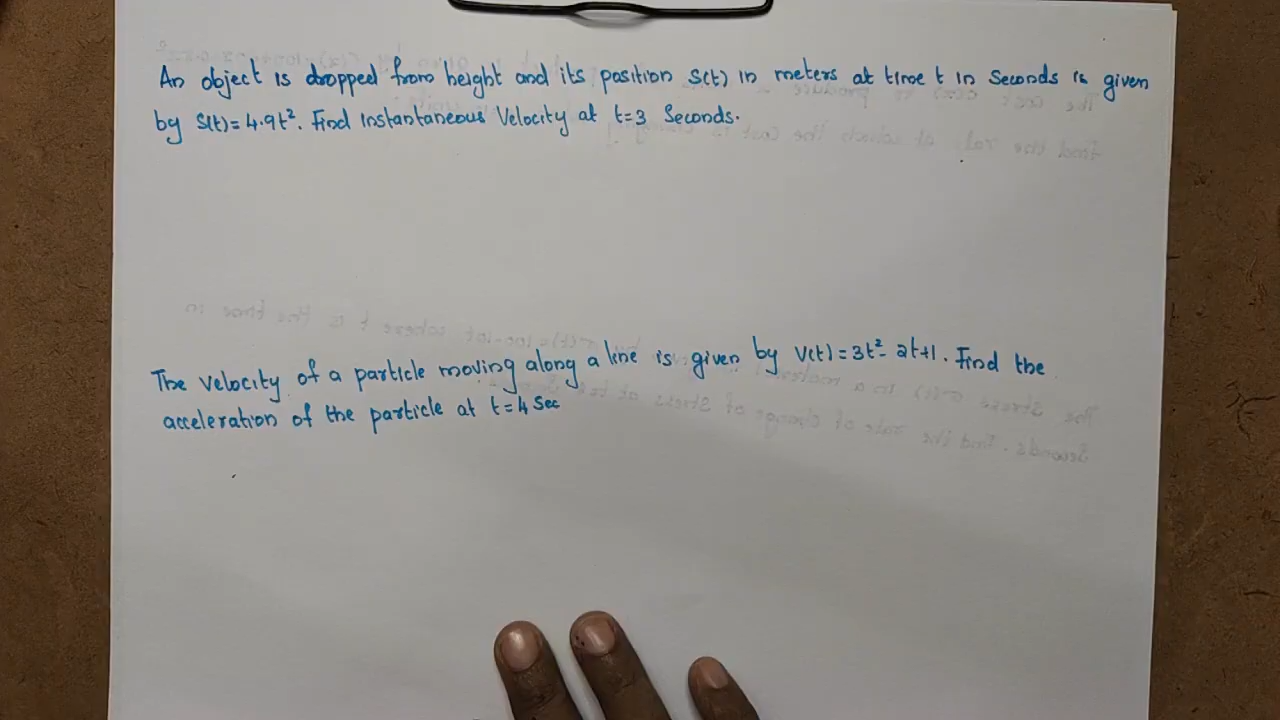 An object is dropped from height and its position S(t) in meters at time t in Seconds is given
by S(t)=4.9t². Find Instantaneous Velocity at t=3 Seconds.
The velocity of a particle moving along a line is given by V(t)=3t²-2t+1. Find the
acceleration of the particle at t=4 Sec